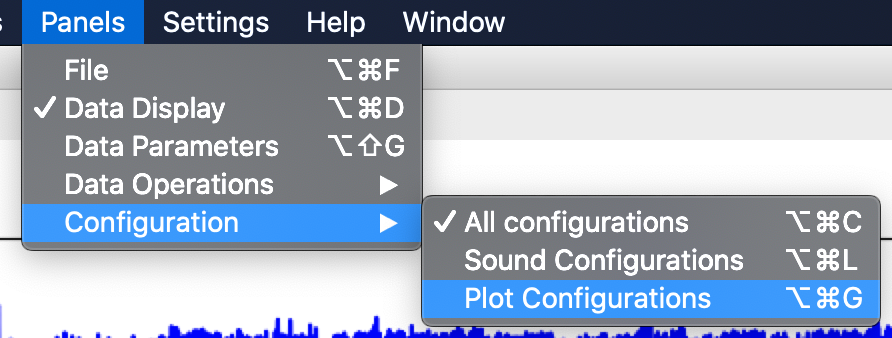 s Panels Settings Help Window
File ⌥⌘F
✓ Data Display ⌥⌘D
Data Parameters ⌥⇧G
Data Operations ▶
Configuration ▶
✓ All configurations ⌥⌘C
Sound Configurations ⌥⌘L
Plot Configurations ⌥⌘G